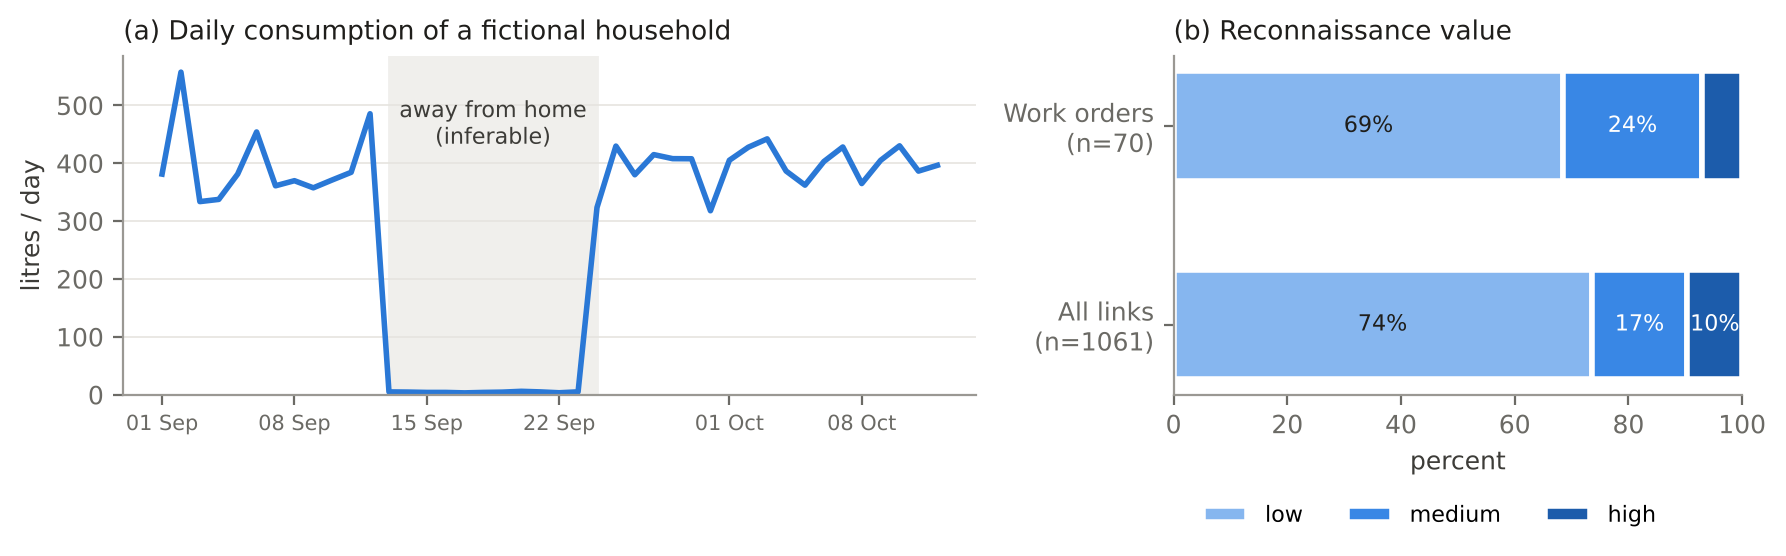 (a) Daily consumption of a fictional household
litres / day
500
400
300
200
100
0
away from home
(inferable)
01 Sep
08 Sep
15 Sep
22 Sep
01 Oct
08 Oct
(b) Reconnaissance value
Work orders
(n=70)
69%
24%
All links
(n=1061)
74%
17%
10%
0
20
40
60
80
100
percent
low
medium
high